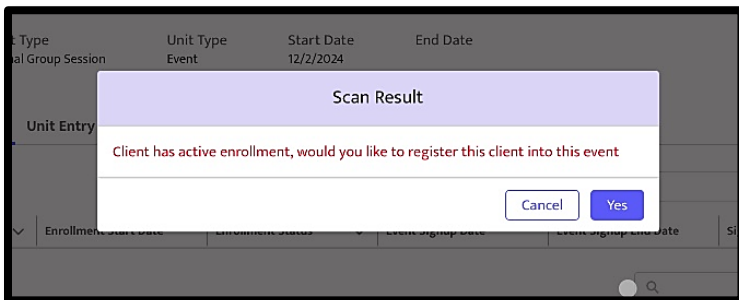 t Type Unit Type Start Date End Date
nal Group Session Event 12/2/2024
Scan Result
Unit Entry
Client has active enrollment, would you like to register this client into this event
Cancel Yes
Enrollment Start Date Enrollment Status Event Signup Date Event Signup End Date Si